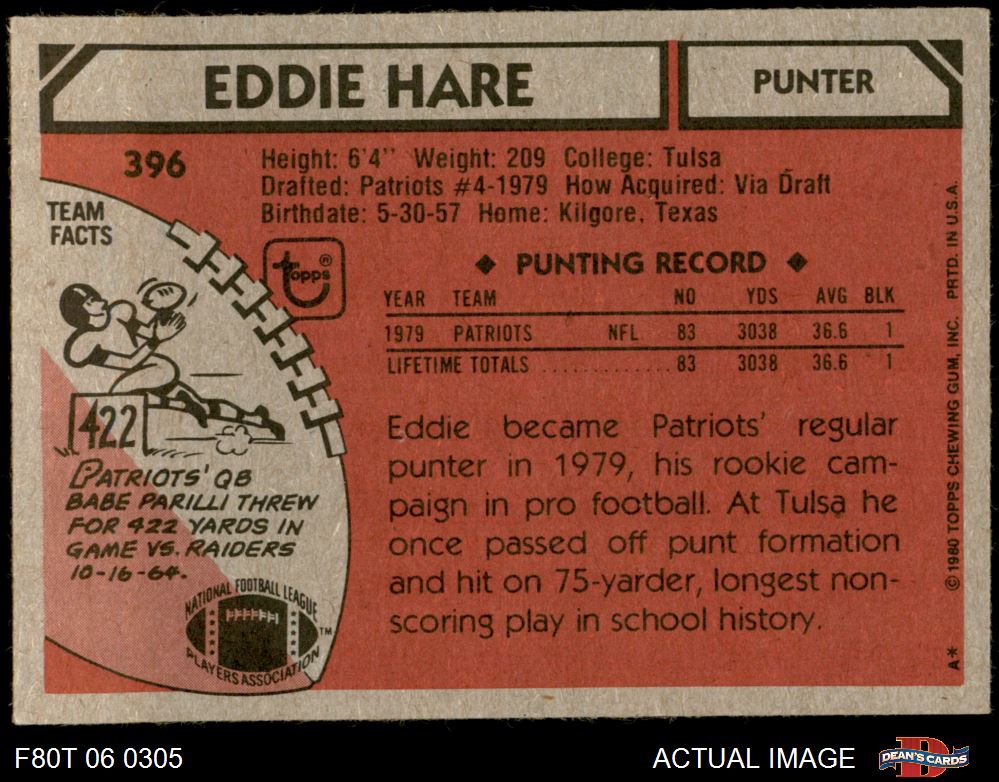 EDDIE HARE
PUNTER
396
Height: 6'4" Weight: 209 College: Tulsa
Drafted: Patriots #4-1979 How Acquired: Via Draft
Birthdate: 5-30-57 Home: Kilgore, Texas
TEAM
FACTS
topps®
◆ PUNTING RECORD ◆
YEAR TEAM NO YDS AVG BLK
1979 PATRIOTS NFL 83 3038 36.6 1
LIFETIME TOTALS ............ 83 3038 36.6 1
422
PATRIOTS' QB
BABE PARILLI THREW
FOR 422 YARDS IN
GAME VS. RAIDERS
10-16-64.
Eddie became Patriots' regular
punter in 1979, his rookie cam-
paign in pro football. At Tulsa he
once passed off punt formation
and hit on 75-yarder, longest non-
scoring play in school history.
NATIONAL FOOTBALL LEAGUE
PLAYERS ASSOCIATION
TM
A* © 1980 TOPPS CHEWING GUM, INC. PRTD. IN U.S.A.
F80T 06 0305
ACTUAL IMAGE
DEAN'S CARDS